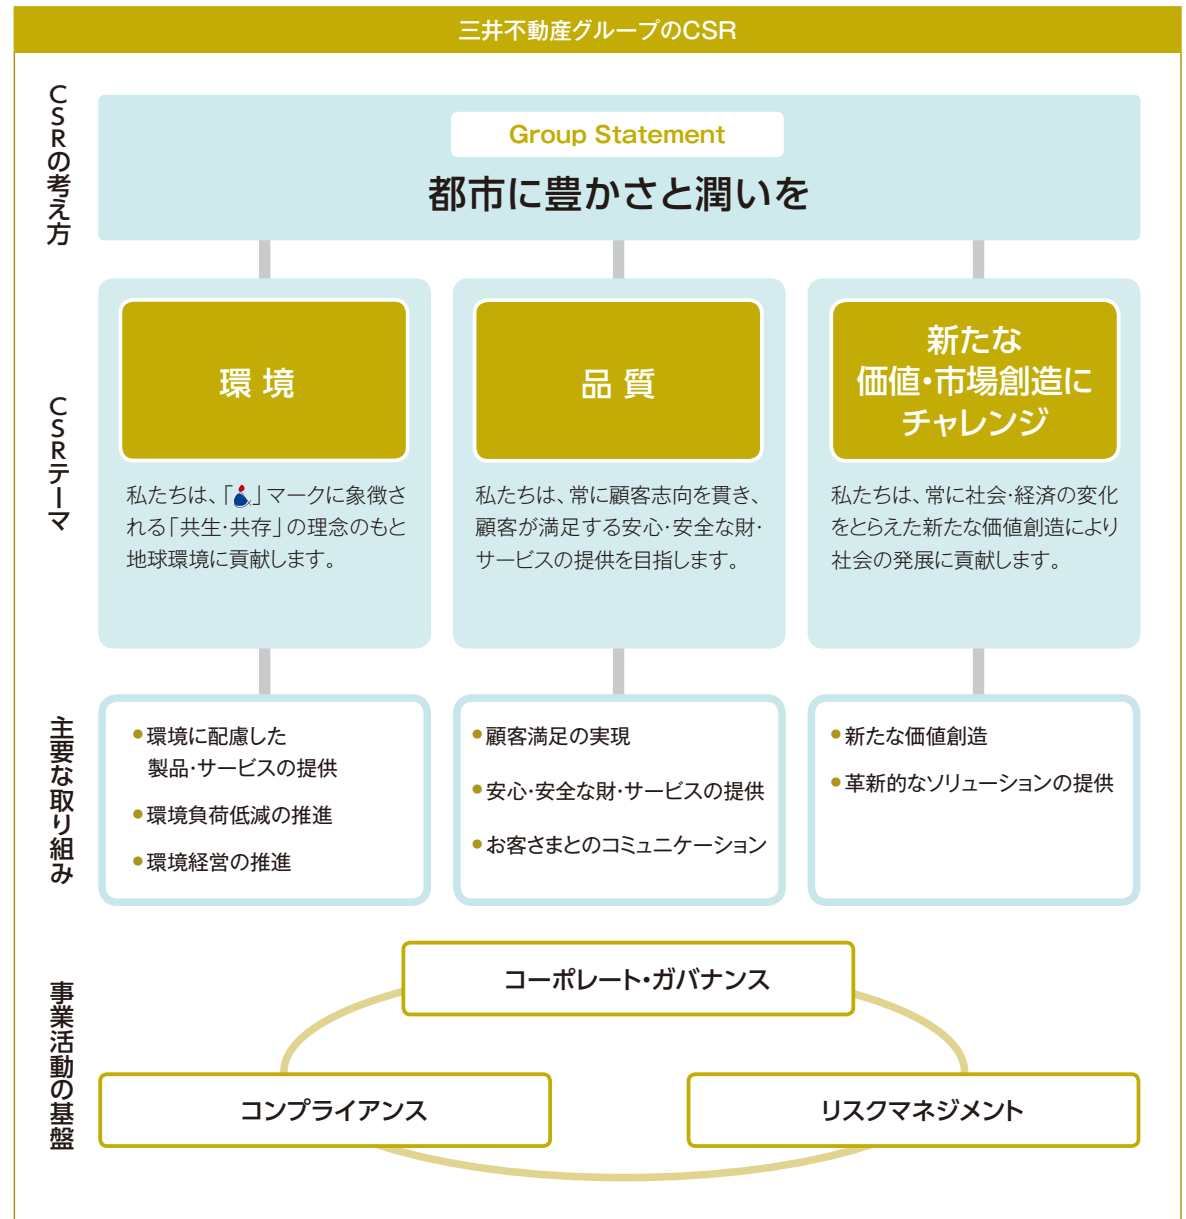 三井不動産グループのCSR
CSRの考え方
Group Statement
都市に豊かさと潤いを
CSRテーマ
環 境
私たちは、「&」マークに象徴さ
れる「共生・共存」の理念のもと
地球環境に貢献します。
品 質
私たちは、常に顧客志向を貫き、
顧客が満足する安心・安全な財・
サービスの提供を目指します。
新たな
価値・市場創造に
チャレンジ
私たちは、常に社会・経済の変化
をとらえた新たな価値創造により
社会の発展に貢献します。
主要な取り組み
●環境に配慮した
製品・サービスの提供
●環境負荷低減の推進
●環境経営の推進
●顧客満足の実現
●安心・安全な財・サービスの提供
●お客さまとのコミュニケーション
●新たな価値創造
●革新的なソリューションの提供
事業活動の基盤
コーポレート・ガバナンス
コンプライアンス
リスクマネジメント